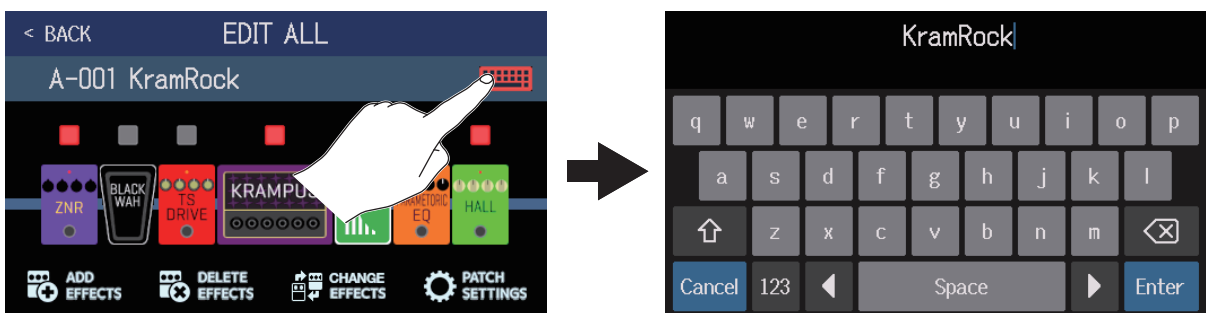 < BACK EDIT ALL
A-001 KramRock
ZNR
BLACK
WAH
TS
DRIVE
KRAMPUS
EQ
HALL
ADD
EFFECTS
DELETE
EFFECTS
CHANGE
EFFECTS
PATCH
SETTINGS
KramRock
q w e r t y u i o p
a s d f g h j k l
z x c v b n m
Cancel 123 Space Enter